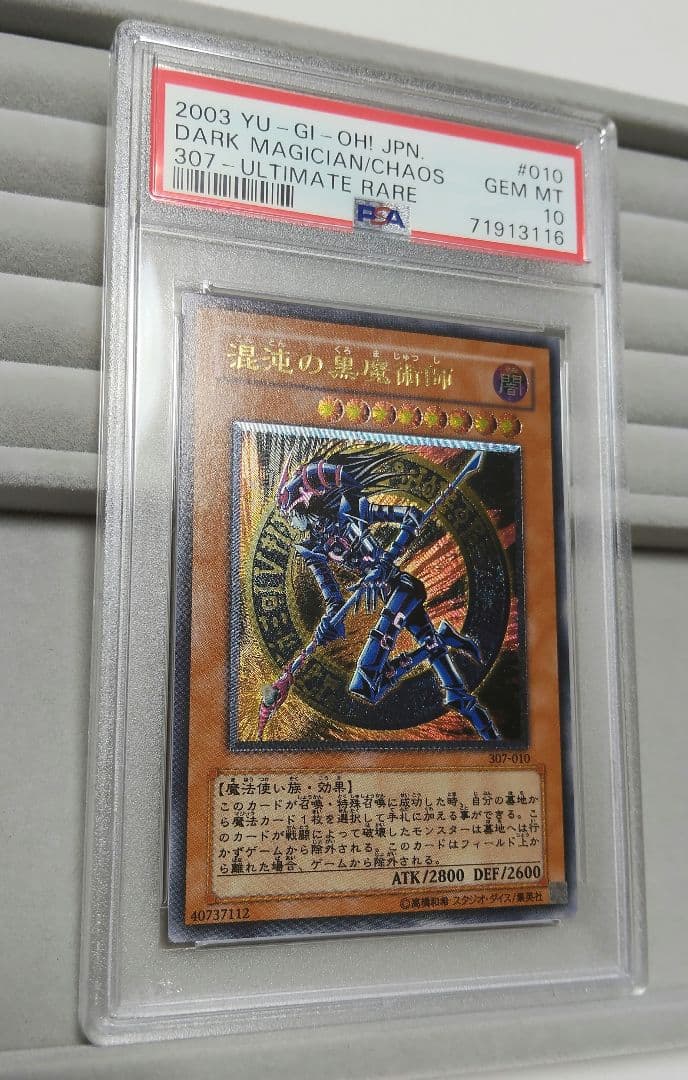 2003 YU-GI-OH! JPN.
#010
DARK MAGICIAN/CHAOS
GEM MT
307-ULTIMATE RARE
10
PSA
71913116
混沌の黒魔術師
闇
307-010
【魔法使い族・効果】
このカードが召喚・特殊召喚に成功した時、自分の墓地か
ら魔法カード1枚を選択して手札に加える事ができる。こ
のカードが戦闘によって破壊したモンスターは墓地へは行
かずゲームから除外される。このカードはフィールド上か
ら離れた場合、ゲームから除外される。
ATK/2800 DEF/2600
40737112
©高橋和希 スタジオ・ダイス/集英社